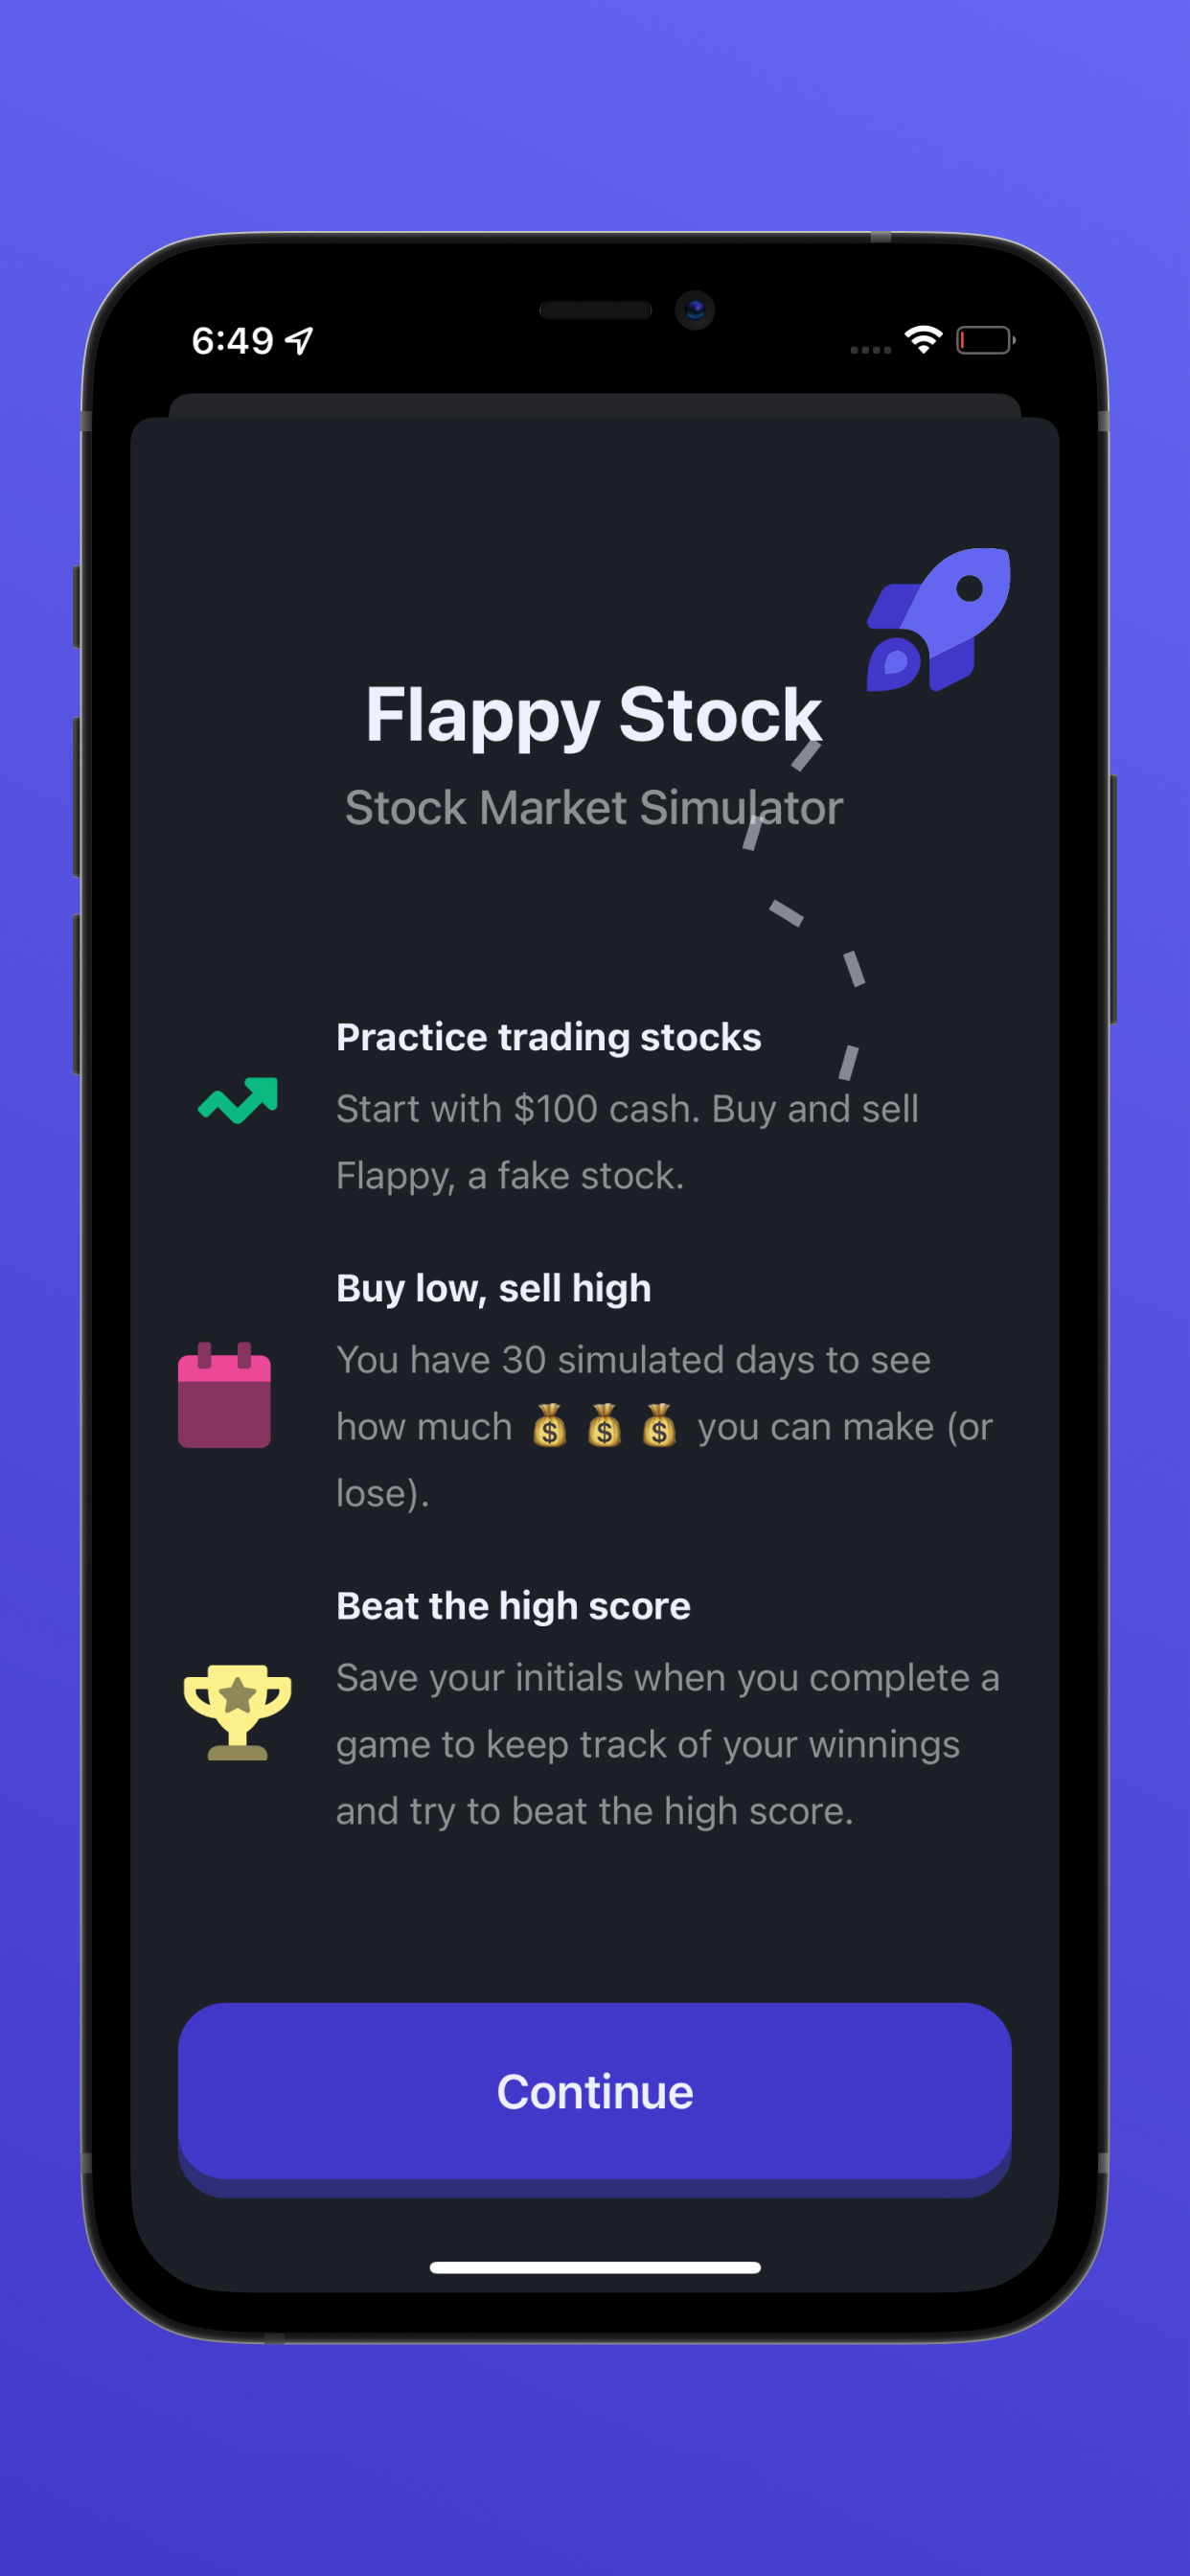 6:49
Flappy Stock
Stock Market Simulator
Practice trading stocks
Start with $100 cash. Buy and sell
Flappy, a fake stock.
Buy low, sell high
You have 30 simulated days to see
how much 💰 💰 💰 you can make (or
lose).
Beat the high score
Save your initials when you complete a
game to keep track of your winnings
and try to beat the high score.
Continue